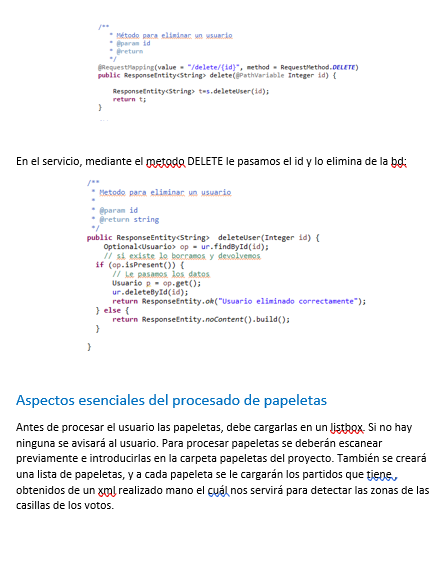 /**
* Método para eliminar un usuario
* @param id
* @return
*/
@RequestMapping(value = "/delete/{id}", method = RequestMethod.DELETE)
public ResponseEntity<String> delete(@PathVariable Integer id) {
ResponseEntity<String> t=s.deleteUser(id);
return t;
}
En el servicio, mediante el metodo DELETE le pasamos el id y lo elimina de la bd:
/**
* Metodo para eliminar un usuario
*
* @param id
* @return string
*/
public ResponseEntity<String> deleteUser(Integer id) {
Optional<Usuario> op = ur.findById(id);
// si existe lo borramos y devolvemos
if (op.isPresent()) {
// Le pasamos los datos
Usuario p = op.get();
ur.deleteById(id);
return ResponseEntity.ok("Usuario eliminado correctamente");
} else {
return ResponseEntity.noContent().build();
}
}
Aspectos esenciales del procesado de papeletas
Antes de procesar el usuario las papeletas, debe cargarlas en un listbox. Si no hay
ninguna se avisará al usuario. Para procesar papeletas se deberán escanear
previamente e introducirlas en la carpeta papeletas del proyecto. También se creará
una lista de papeletas, y a cada papeleta se le cargarán los partidos que tiene,
obtenidos de un xml realizado mano el cuál nos servirá para detectar las zonas de las
casillas de los votos.